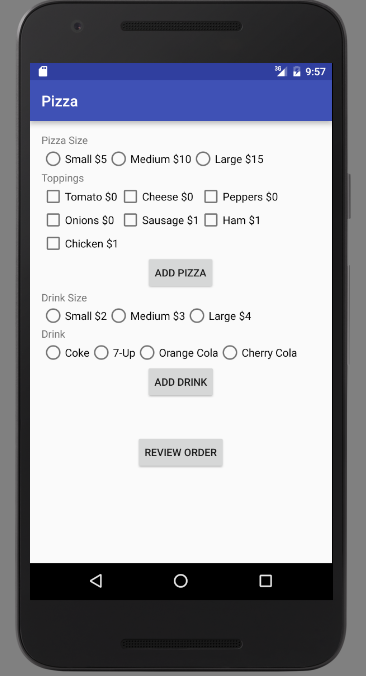 3G 9:57
Pizza
Pizza Size
Small $5 Medium $10 Large $15
Toppings
Tomato $0 Cheese $0 Peppers $0
Onions $0 Sausage $1 Ham $1
Chicken $1
ADD PIZZA
Drink Size
Small $2 Medium $3 Large $4
Drink
Coke 7-Up Orange Cola Cherry Cola
ADD DRINK
REVIEW ORDER